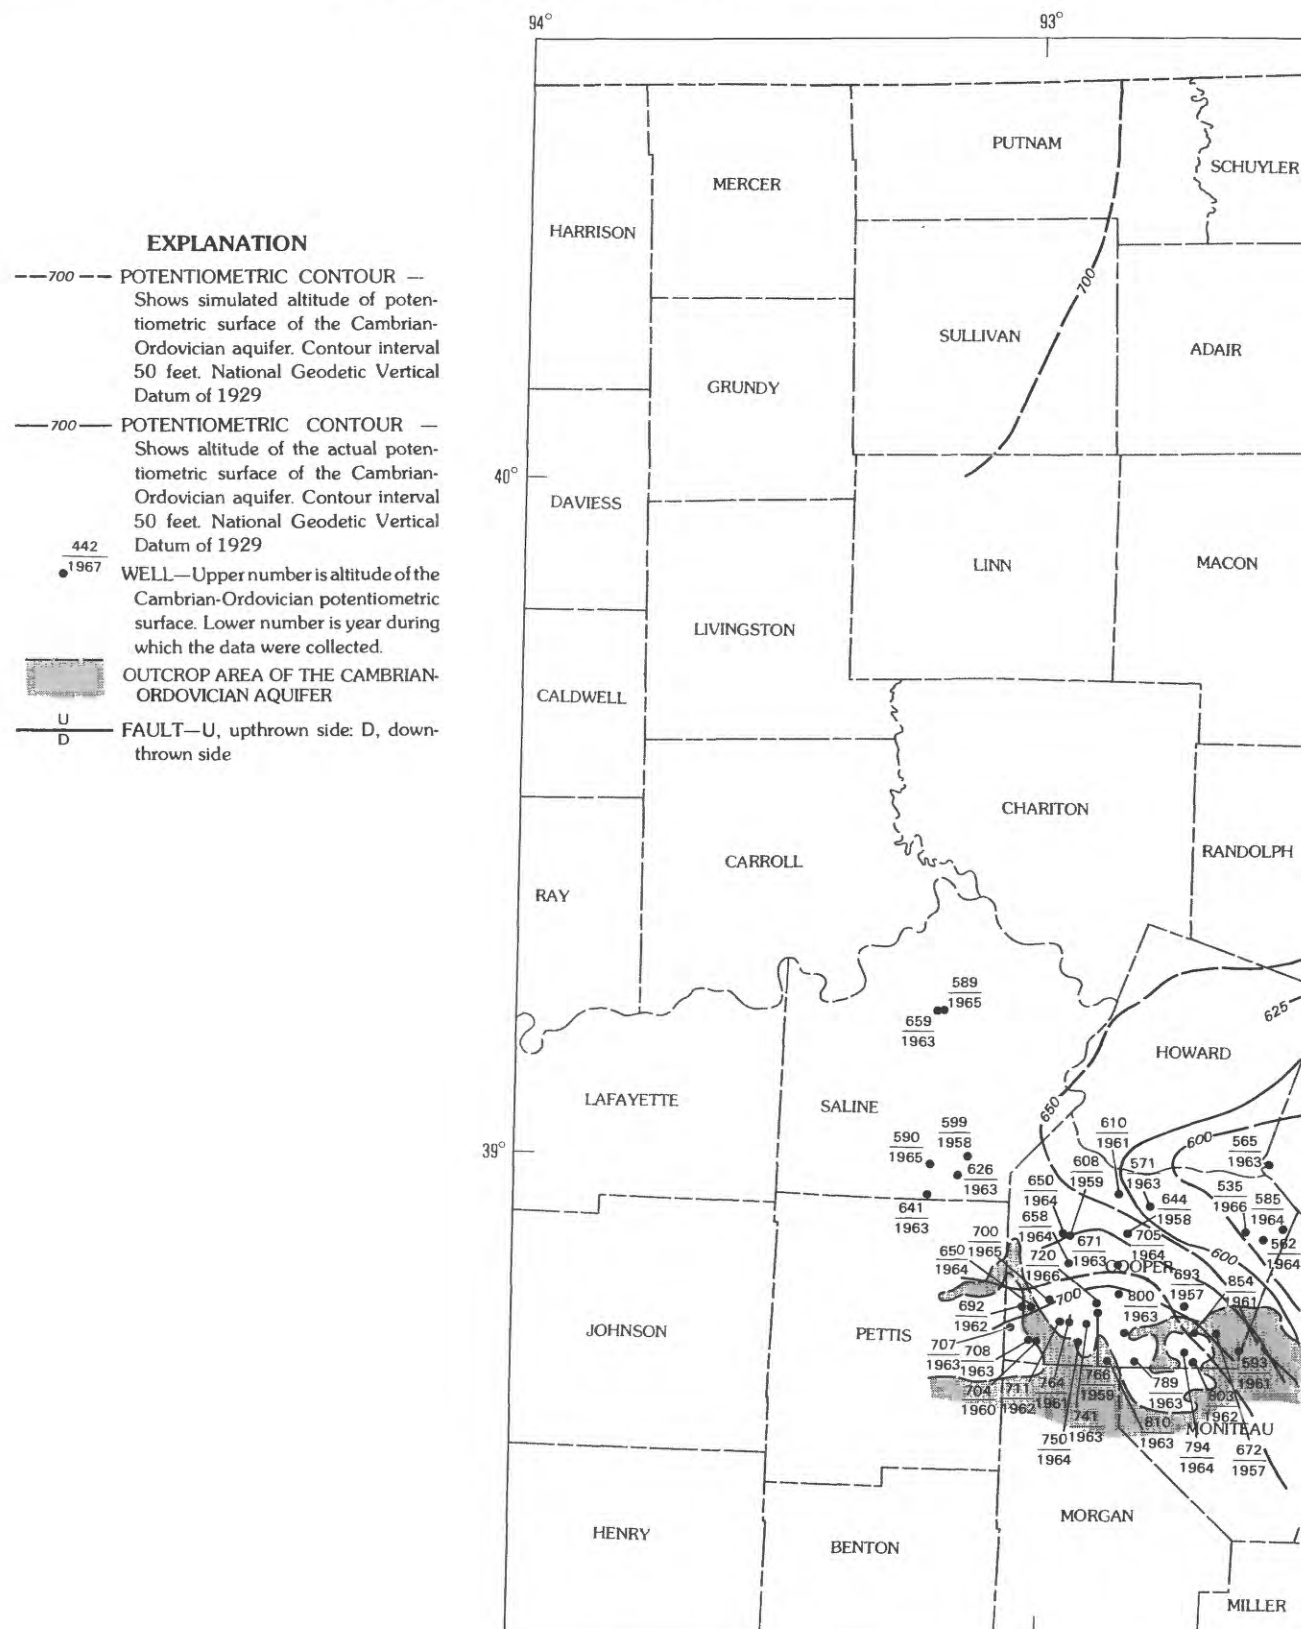 94°
93°
PUTNAM
SCHUYLER
MERCER
HARRISON
EXPLANATION
700 POTENTIOMETRIC CONTOUR —
Shows simulated altitude of poten-
tiometric surface of the Cambrian-
Ordovician aquifer. Contour interval
50 feet. National Geodetic Vertical
Datum of 1929
700 POTENTIOMETRIC CONTOUR —
Shows altitude of the actual poten-
tiometric surface of the Cambrian-
Ordovician aquifer. Contour interval
50 feet. National Geodetic Vertical
Datum of 1929
442
1967
WELL—Upper number is altitude of the
Cambrian-Ordovician potentiometric
surface. Lower number is year during
which the data were collected.
OUTCROP AREA OF THE CAMBRIAN-
ORDOVICIAN AQUIFER
U
D
FAULT—U, upthrown side: D, down-
thrown side
700
SULLIVAN
ADAIR
GRUNDY
40°
DAVIESS
LINN
MACON
LIVINGSTON
CALDWELL
CHARITON
RANDOLPH
CARROLL
RAY
589
1965
659
1963
625
HOWARD
LAFAYETTE
SALINE
650
39°
590
1965
599
1958
626
1963
641
1963
610
1961
600
565
1963
608
1959
571
1963
650
1964
644
1958
535
1966
585
1964
658
1964
700
1965
671
1963
705
1964
562
1964
600
650
1964
720
1966
COOPER
693
1957
854
1961
700
800
1963
692
1962
JOHNSON
PETTIS
707
1963
708
1963
704
1960
711
1962
764
1961
766
1959
789
1963
593
1961
803
1962
741
1963
810
1963
MONITEAU
750
1964
794
1964
672
1957
MORGAN
HENRY
BENTON
MILLER